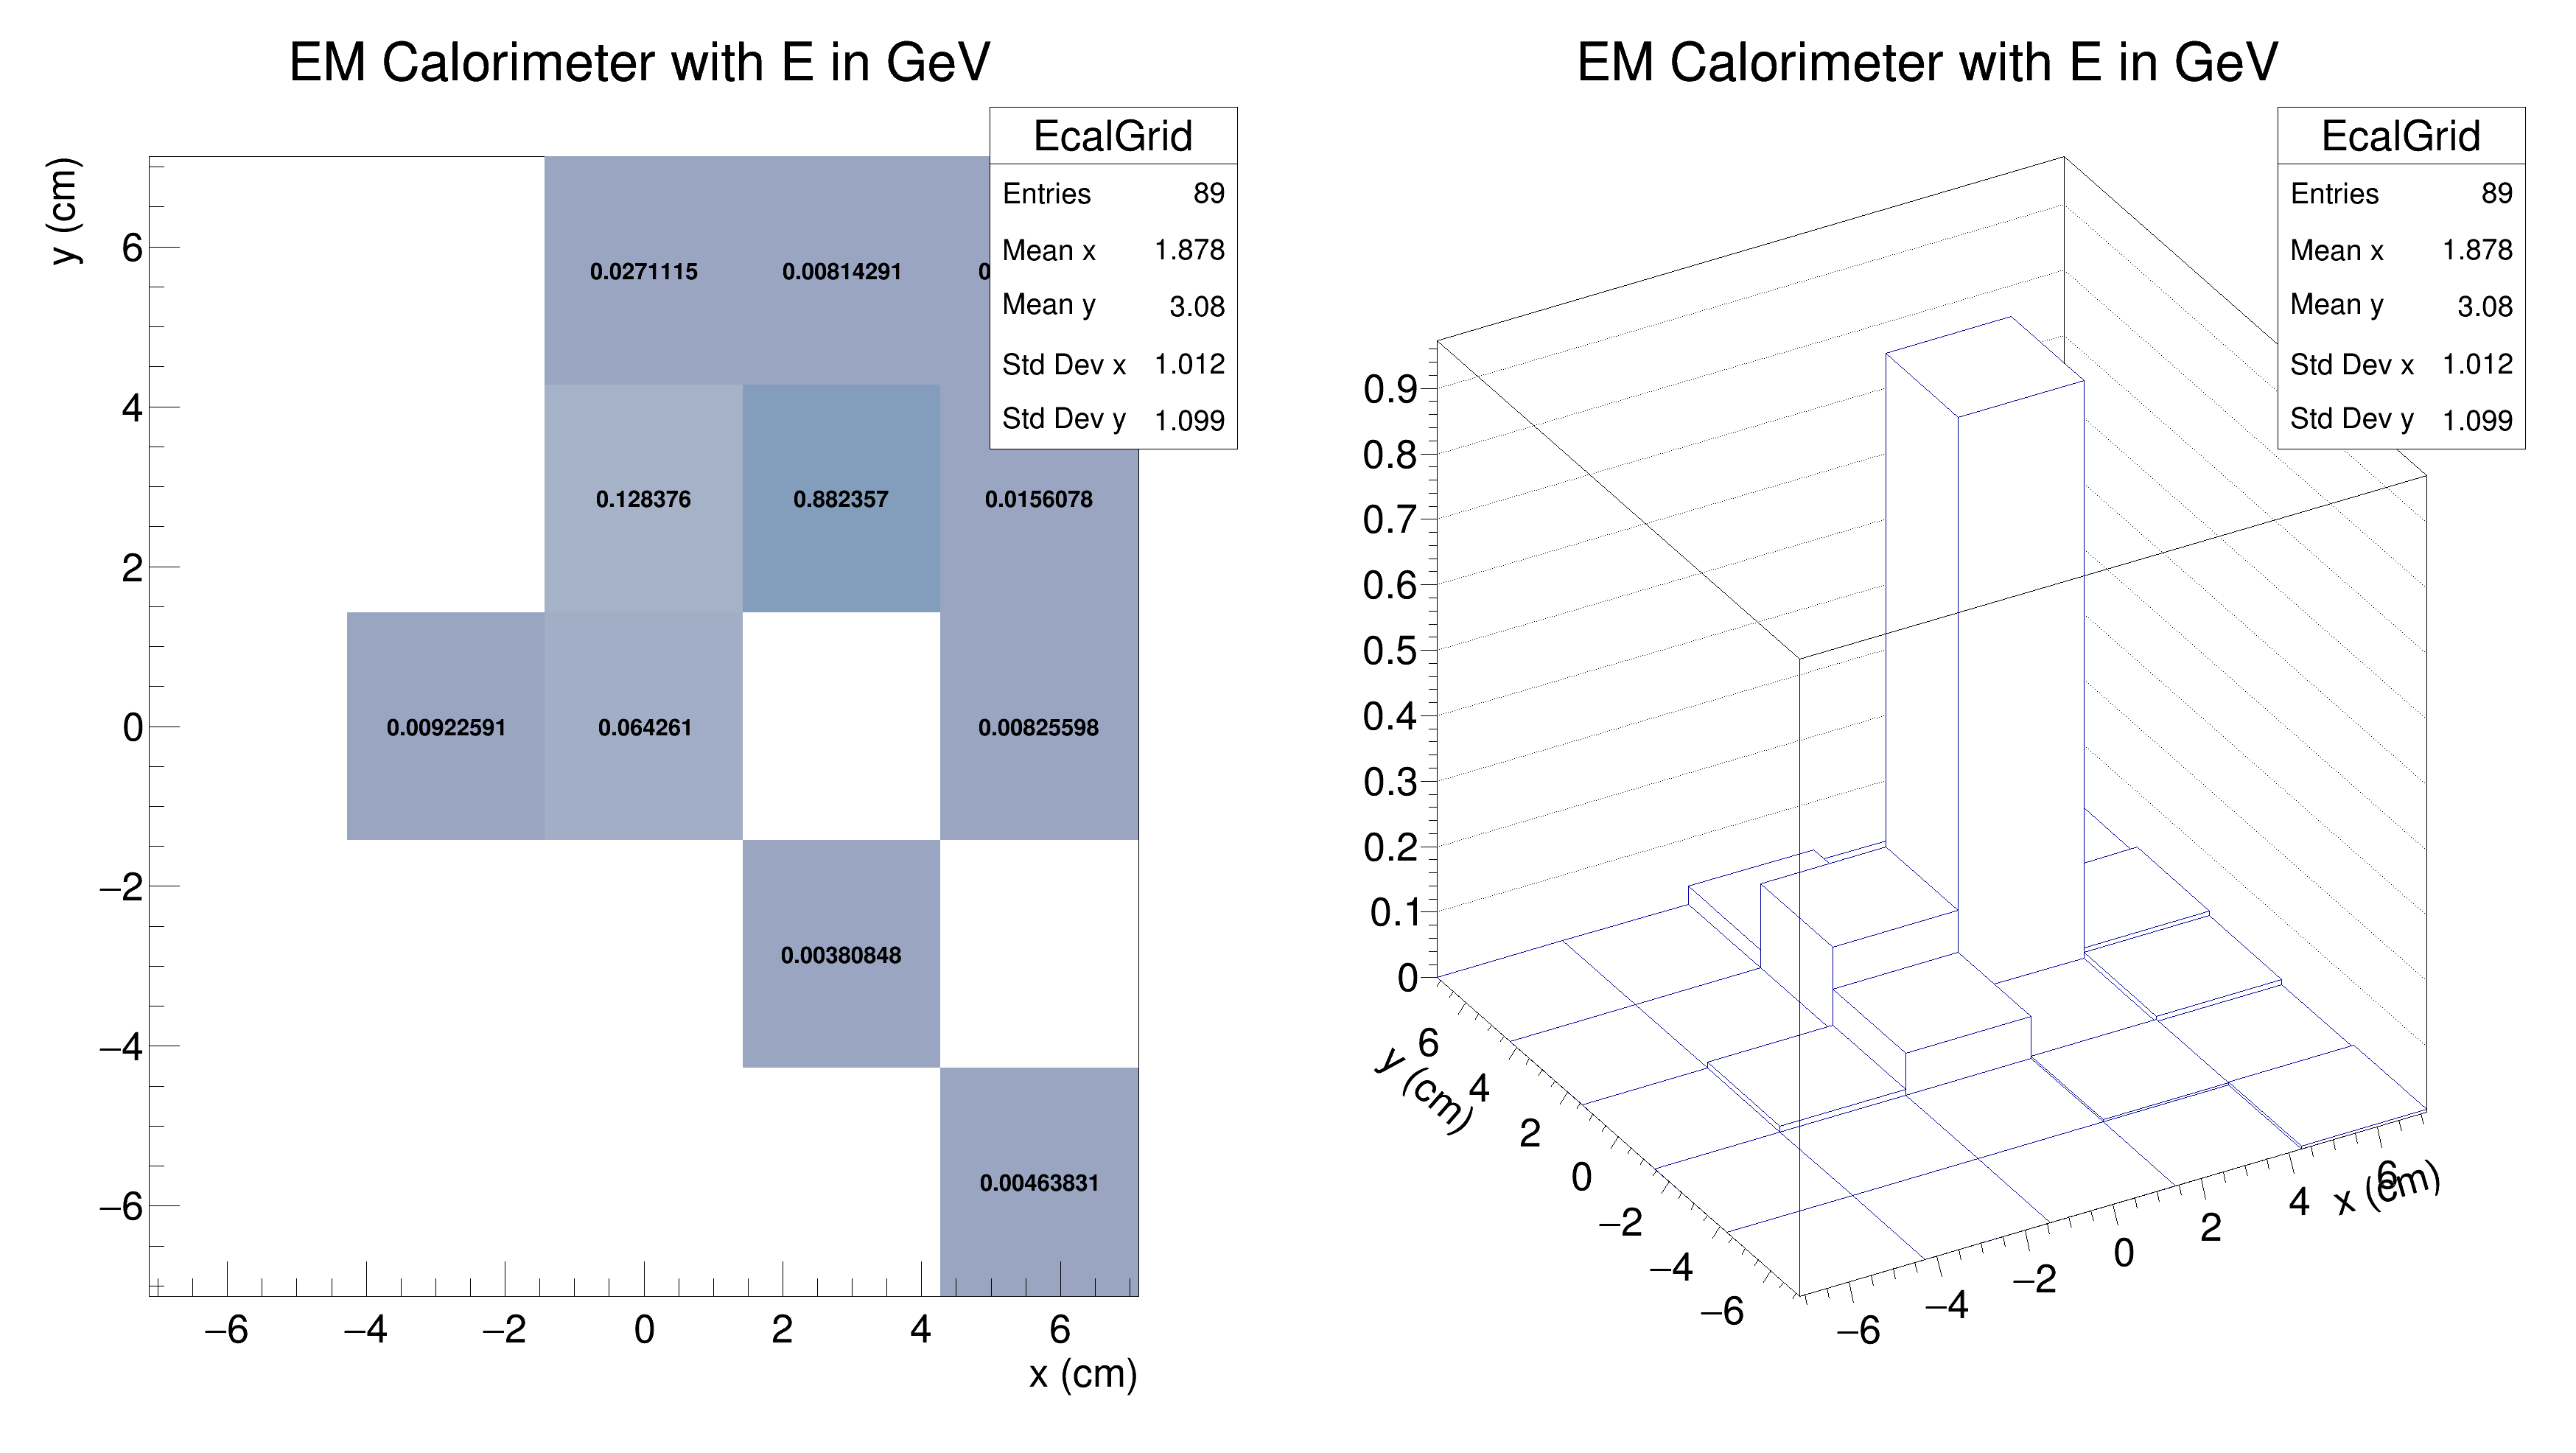 EM Calorimeter with E in GeV
EcalGrid
Entries 89
Mean x 1.878
Mean y 3.08
Std Dev x 1.012
Std Dev y 1.099
y (cm)
6
4
2
0
−2
−4
−6
0.0271115 0.00814291
0.128376 0.882357 0.0156078
0.00922591 0.064261 0.00825598
0.00380848
0.00463831
−6 −4 −2 0 2 4 6
x (cm)
EM Calorimeter with E in GeV
EcalGrid
Entries 89
Mean x 1.878
Mean y 3.08
Std Dev x 1.012
Std Dev y 1.099
0.9
0.8
0.7
0.6
0.5
0.4
0.3
0.2
0.1
0
6
4
2
0
−2
−4
−6
y (cm)
−6
−4
−2
0
2
4
6
x (cm)